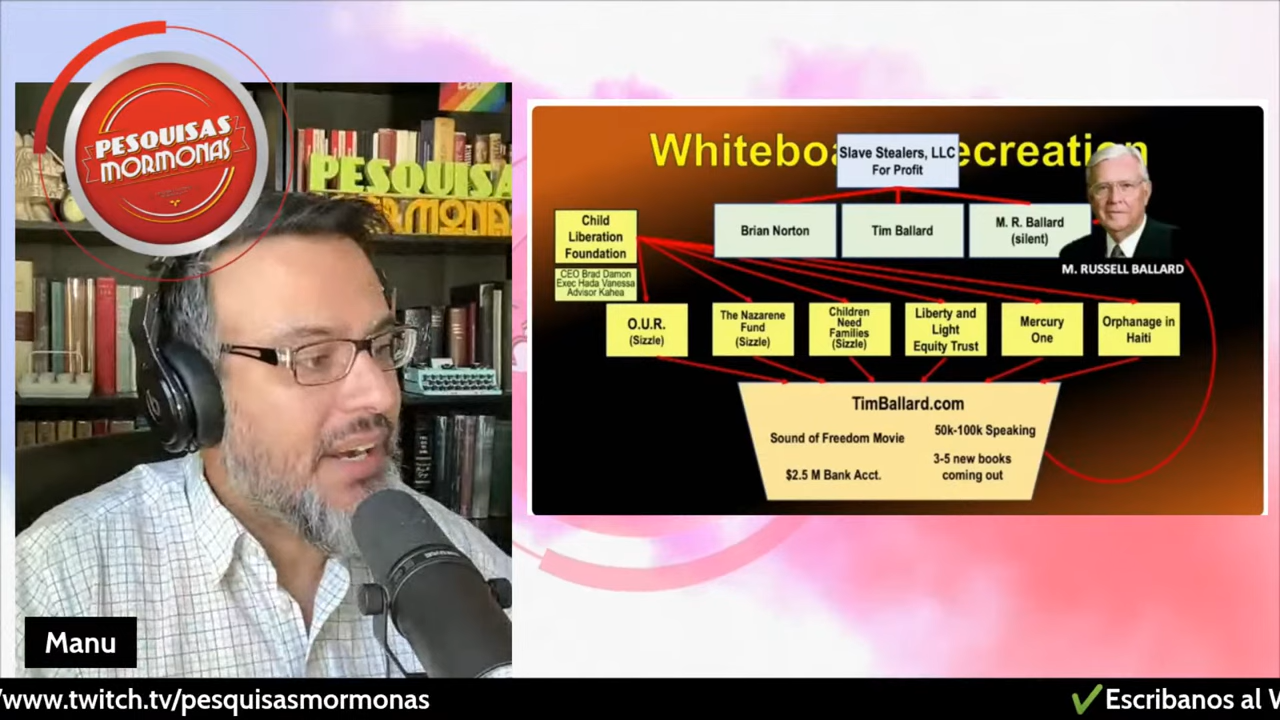 PESQUISAS
MORMONAS
PESQUISA
MORMONA
Manu
Whiteboa ecreation
Slave Stealers, LLC
For Profit
Child
Liberation
Foundation
CEO Brad Damon
Exec Hada Vanessa
Advisor Kahea
Brian Norton
Tim Ballard
M. R. Ballard
(silent)
M. RUSSELL BALLARD
O.U.R.
(Sizzle)
The Nazarene
Fund
(Sizzle)
Children
Need
Families
(Sizzle)
Liberty and
Light
Equity Trust
Mercury
One
Orphanage in
Haiti
TimBallard.com
Sound of Freedom Movie
50k-100k Speaking
$2.5 M Bank Acct.
3-5 new books
coming out
/www.twitch.tv/pesquisasmormonas
✔Escribanos al W